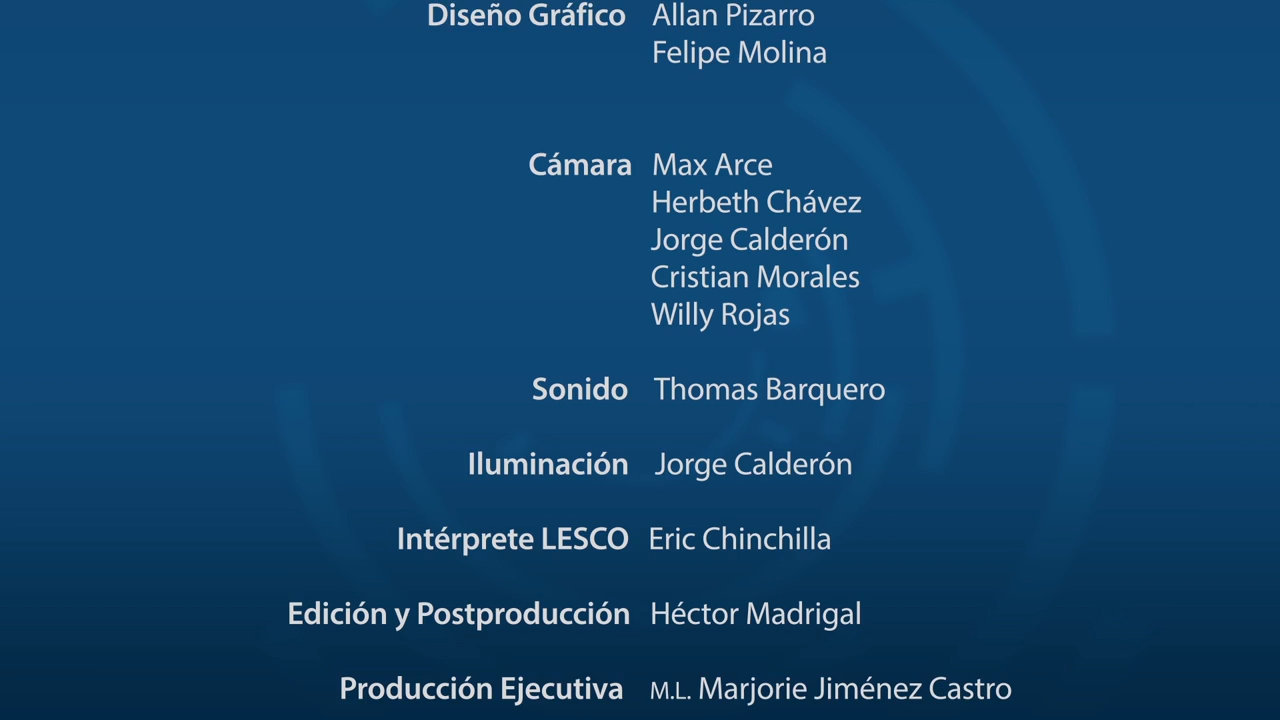 Diseño Gráfico Allan Pizarro
Felipe Molina
Cámara Max Arce
Herbeth Chávez
Jorge Calderón
Cristian Morales
Willy Rojas
Sonido Thomas Barquero
Iluminación Jorge Calderón
Intérprete LESCO Eric Chinchilla
Edición y Postproducción Héctor Madrigal
Producción Ejecutiva M.L. Marjorie Jiménez Castro